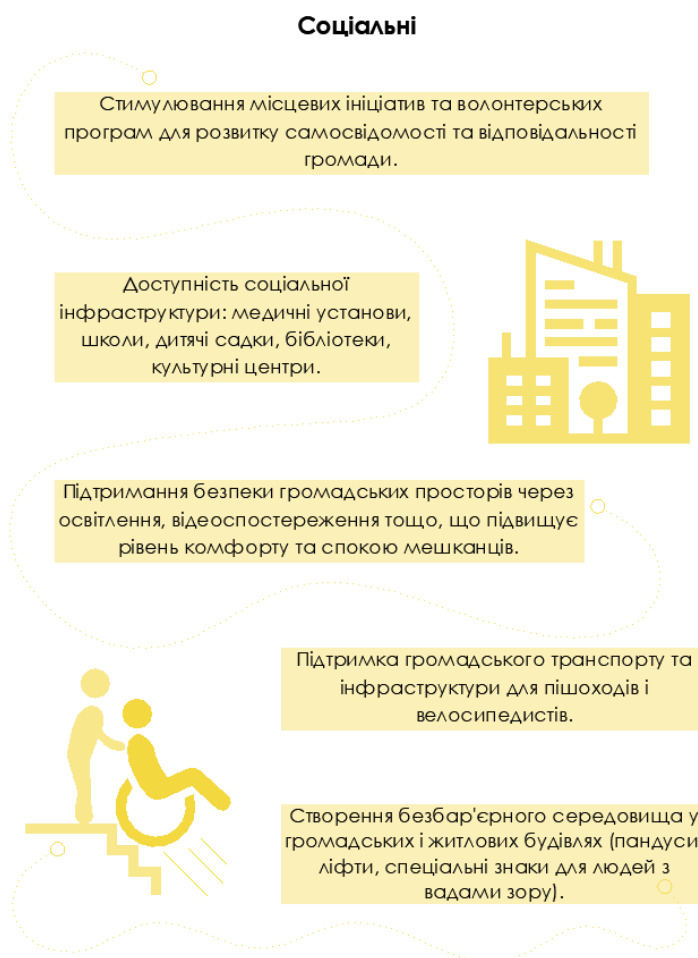 Соціальні
Стимулювання місцевих ініціатив та волонтерських
програм для розвитку самосвідомості та відповідальності
громади.
Доступність соціальної
інфраструктури: медичні установи,
школи, дитячі садки, бібліотеки,
культурні центри.
Підтримання безпеки громадських просторів через
освітлення, відеоспостереження тощо, що підвищує
рівень комфорту та спокою мешканців.
Підтримка громадського транспорту та
інфраструктури для пішоходів і
велосипедистів.
Створення безбар'єрного середовища у
громадських і житлових будівлях (пандуси
ліфти, спеціальні знаки для людей з
вадами зору).